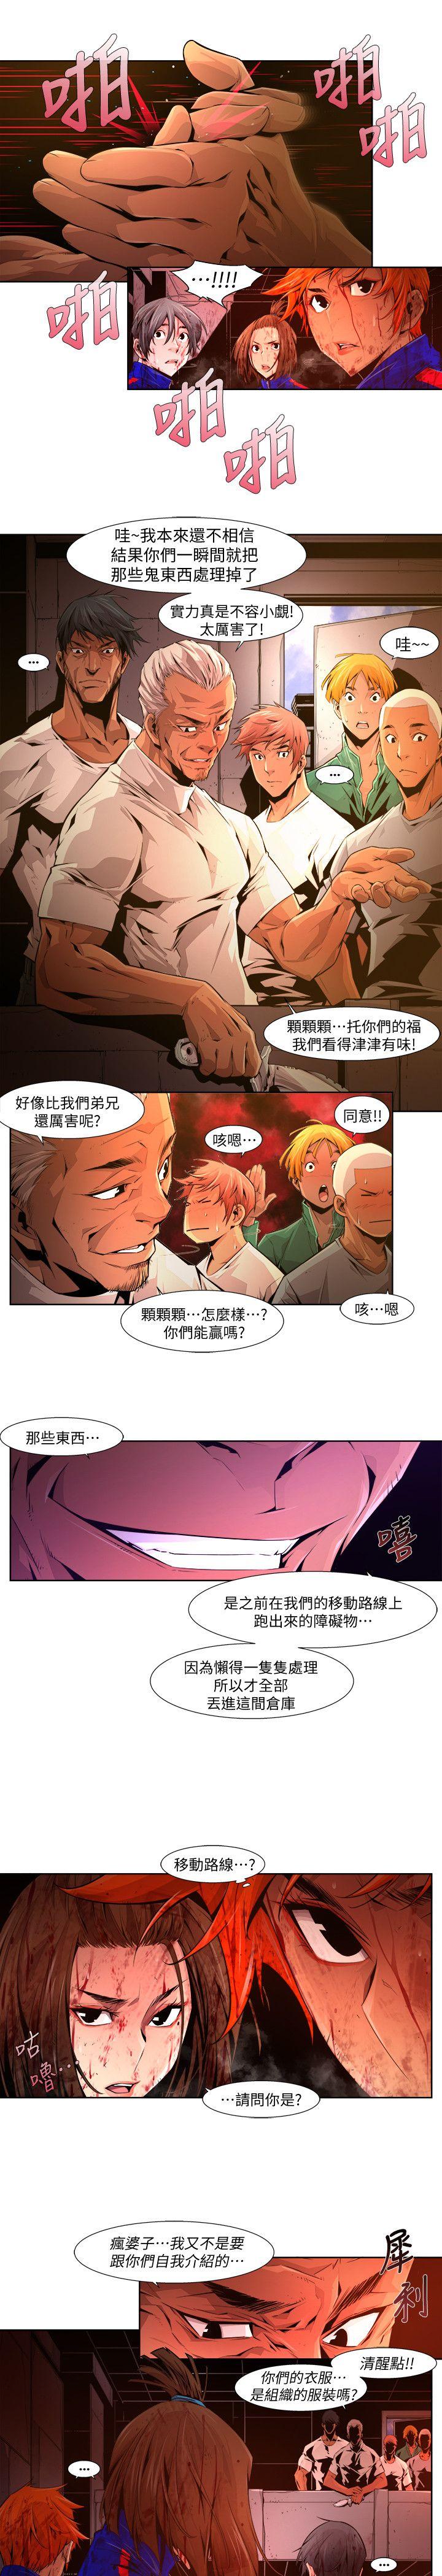 啪
啪
啪
…!!!!
啪
啪
啪
哇~我本來還不相信
結果你們一瞬間就把
那些鬼東西處理掉了
實力真是不容小覷!
太厲害了!
哇~~
…
…
顆顆顆…托你們的福
我們看得津津有味!
好像比我們弟兄
還厲害呢?
同意!!
咳嗯…
顆顆顆…怎麼樣…?
你們能贏嗎?
咳…嗯
那些東西…
嘻
是之前在我們的移動路線上
跑出來的障礙物…
因為懶得一隻隻處理
所以才全部
丟進這間倉庫
移動路線…?
咕
嚕…
…請問你是?
瘋婆子…我又不是要
跟你們自我介紹的…
犀
利
清醒點!!
你們的衣服…
是組織的服裝嗎?
…
…